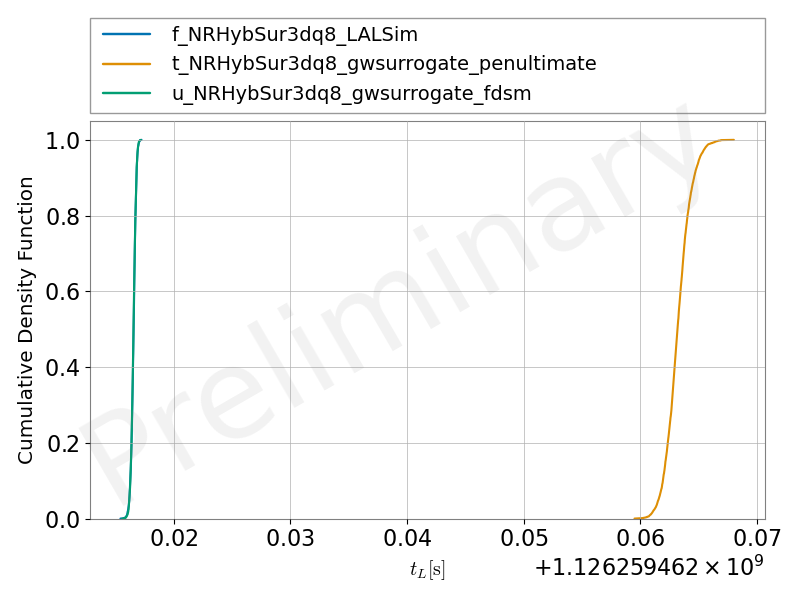 f_NRHybSur3dq8_LALSim
t_NRHybSur3dq8_gwsurrogate_penultimate
u_NRHybSur3dq8_gwsurrogate_fdsm
Preliminary
1.0
0.8
0.6
0.4
0.2
0.0
Cumulative Density Function
0.02 0.03 0.04 0.05 0.06 0.07
t_L[s]
+1.126259462 × 10⁹